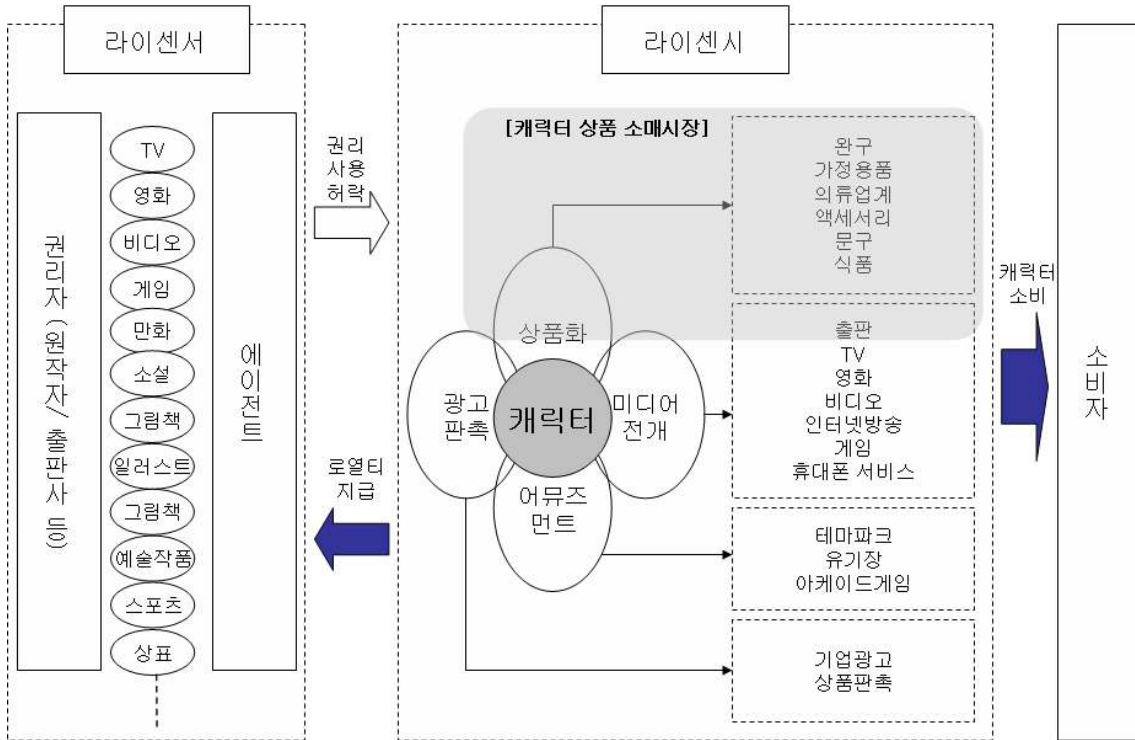 라이센서
권리자 (원작자/ 출판사 등)
TV
영화
비디오
게임
만화
소설
그림책
일러스트
그림책
예술작품
스포츠
상표
에이전트
권리
사용
허락
로열티
지급
라이센시
[캐릭터 상품 소매시장]
상품화
광고
판촉
캐릭터
미디어
전개
어뮤즈
먼트
완구
가정용품
의류업계
액세서리
문구
식품
출판
TV
영화
비디오
인터넷방송
게임
휴대폰 서비스
테마파크
유기장
아케이드게임
기업광고
상품판촉
캐릭터
소비
소비자